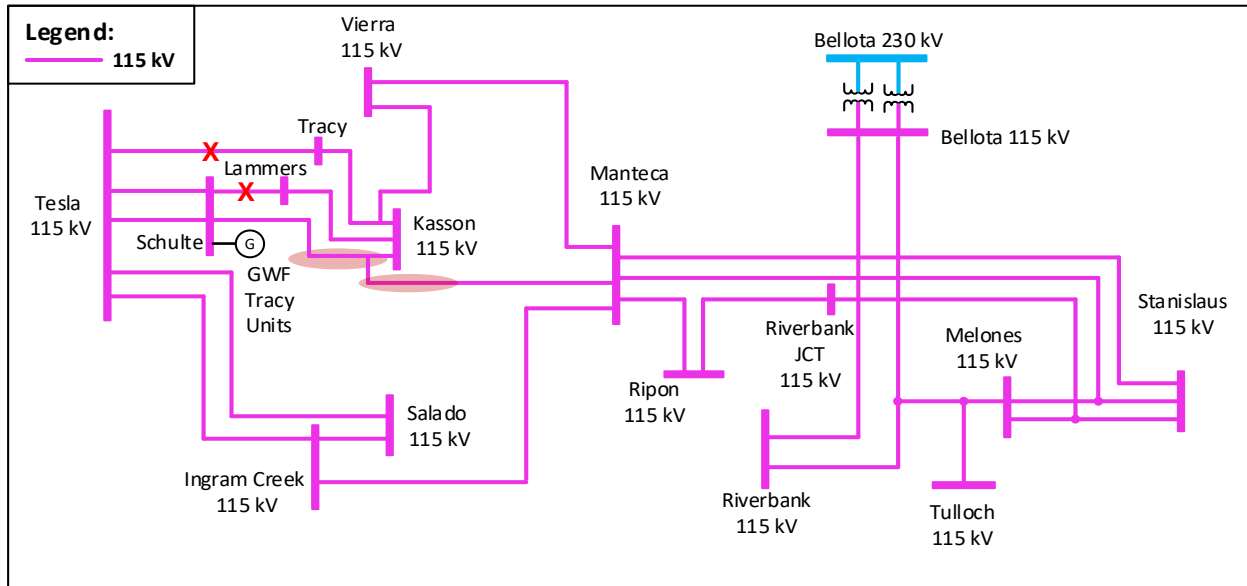 Legend:
115 kV
Vierra
115 kV
Bellota 230 kV
Tracy
Bellota 115 kV
Lammers
Manteca
115 kV
Tesla
115 kV
Kasson
115 kV
Schulte
G
GWF
Tracy
Units
Stanislaus
115 kV
Riverbank
JCT
115 kV
Melones
115 kV
Ripon
115 kV
Salado
115 kV
Ingram Creek
115 kV
Riverbank
115 kV
Tulloch
115 kV
X
X